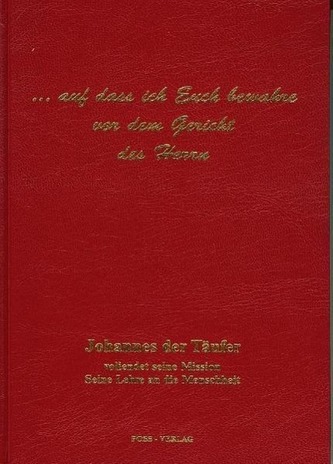 ... auf dass ich Euch bewahre
vor dem Gericht
des Herrn
Johannes der Täufer
vollendet seine Mission
Seine Lehre an die Menschheit
FOSS - VERLAG